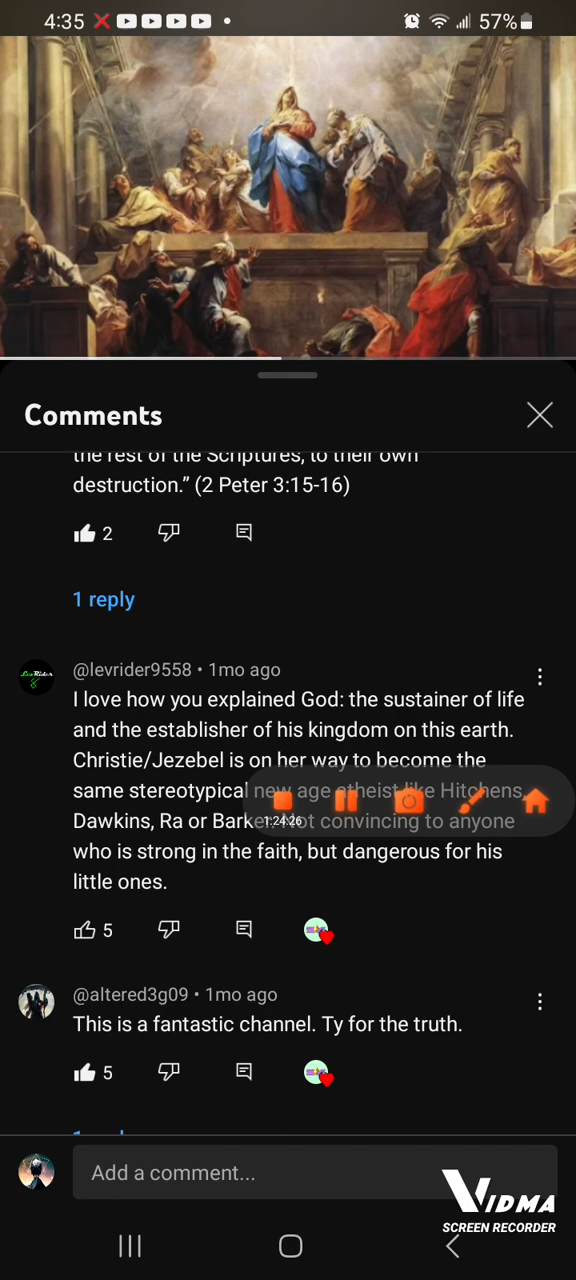 4:35
57%
Comments
the rest of the Scriptures, to their own
destruction.” (2 Peter 3:15-16)
2
1 reply
@levrider9558 • 1mo ago
I love how you explained God: the sustainer of life
and the establisher of his kingdom on this earth.
Christie/Jezebel is on her way to become the
same stereotypical new age atheist like Hitchens,
Dawkins, Ra or Barker. Not convincing to anyone
1:24:26
who is strong in the faith, but dangerous for his
little ones.
5
@altered3g09 • 1mo ago
This is a fantastic channel. Ty for the truth.
5
Add a comment...
VIDMA
SCREEN RECORDER